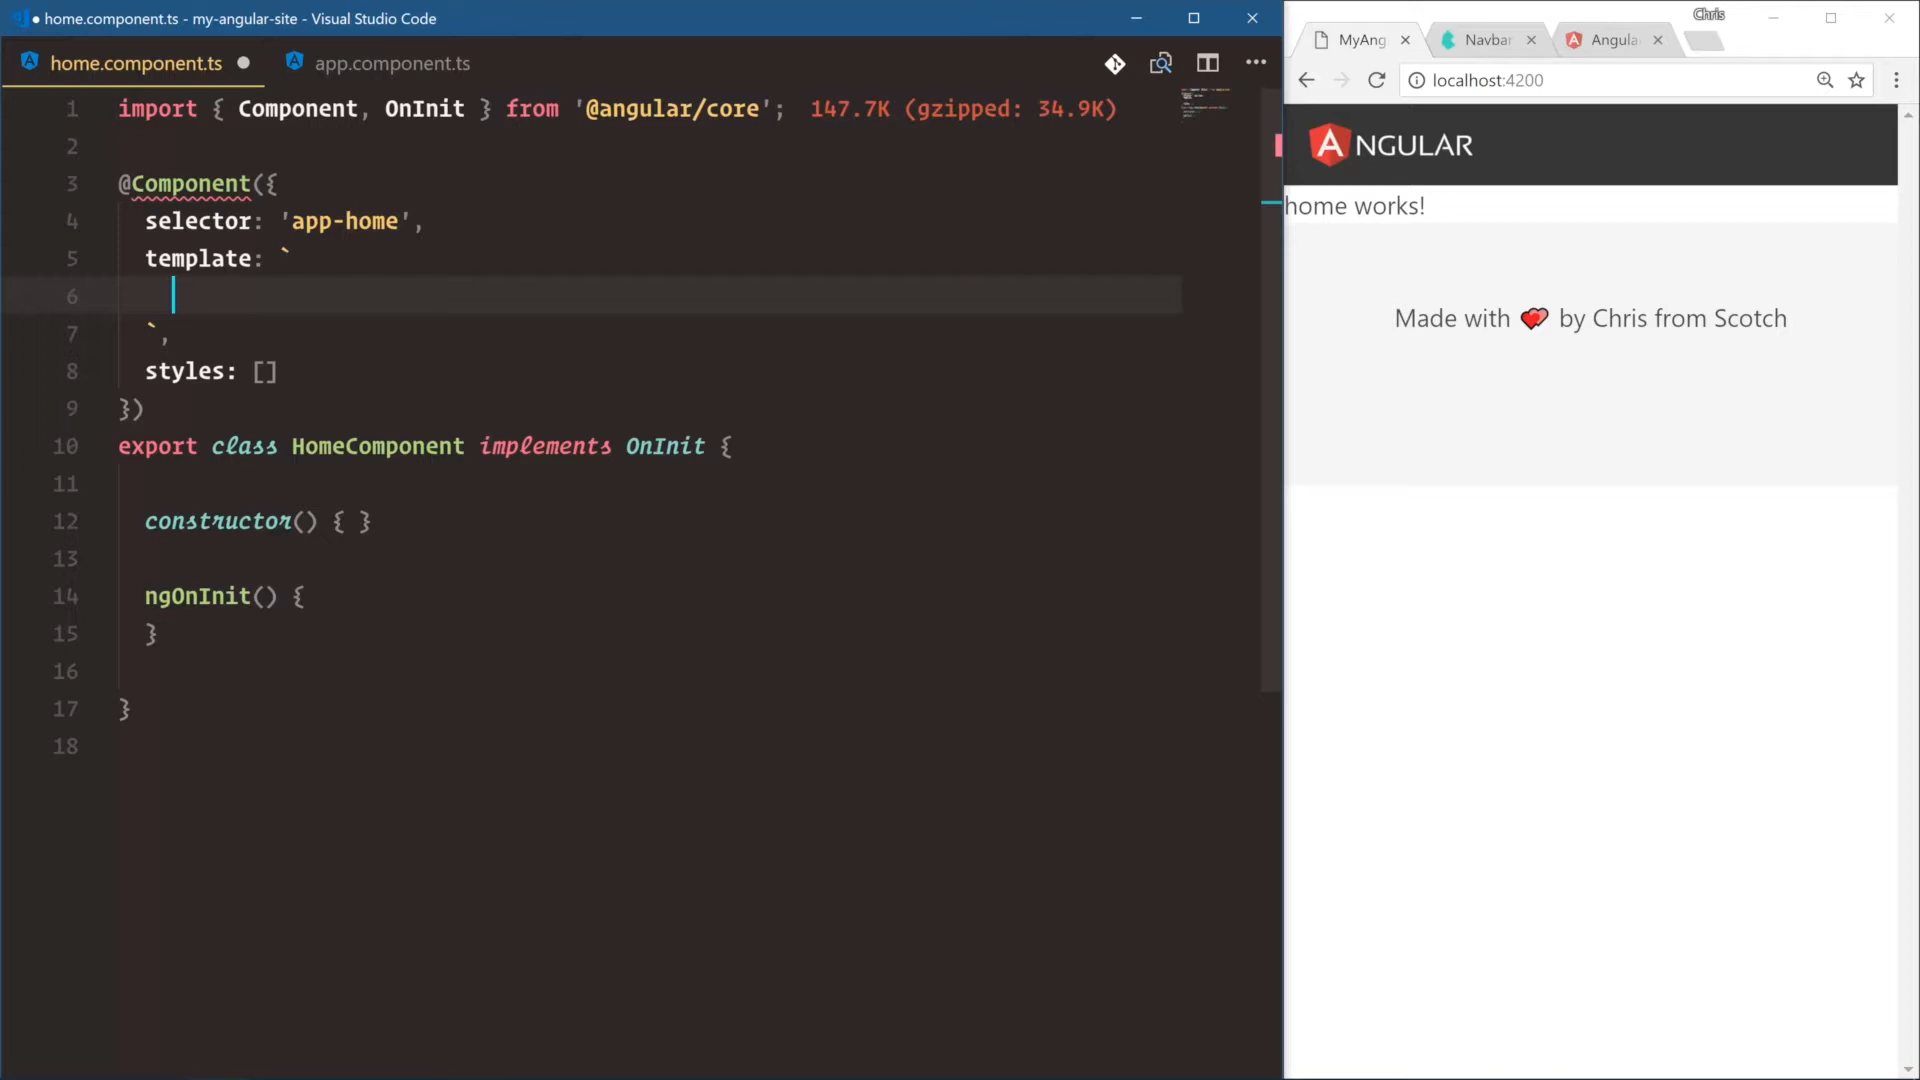 home.component.ts - my-angular-site - Visual Studio Code
home.component.ts
app.component.ts
1 import { Component, OnInit } from '@angular/core'; 147.7K (gzipped: 34.9K)
2
3 @Component({
4 selector: 'app-home',
5 template: `
6
7 `,
8 styles: []
9 })
10 export class HomeComponent implements OnInit {
11
12 constructor() { }
13
14 ngOnInit() {
15 }
16
17 }
18
Chris
MyAng
Navbar
Angula
localhost:4200
ANGULAR
home works!
Made with 💕 by Chris from Scotch